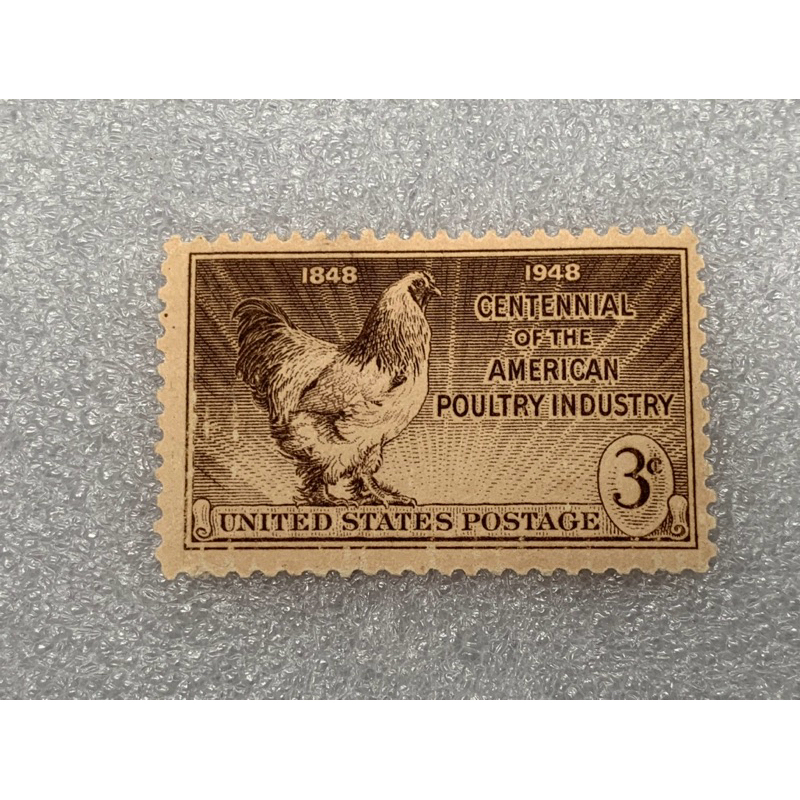 1848 1948
CENTENNIAL
OF THE
AMERICAN
POULTRY INDUSTRY
3¢
UNITED STATES POSTAGE